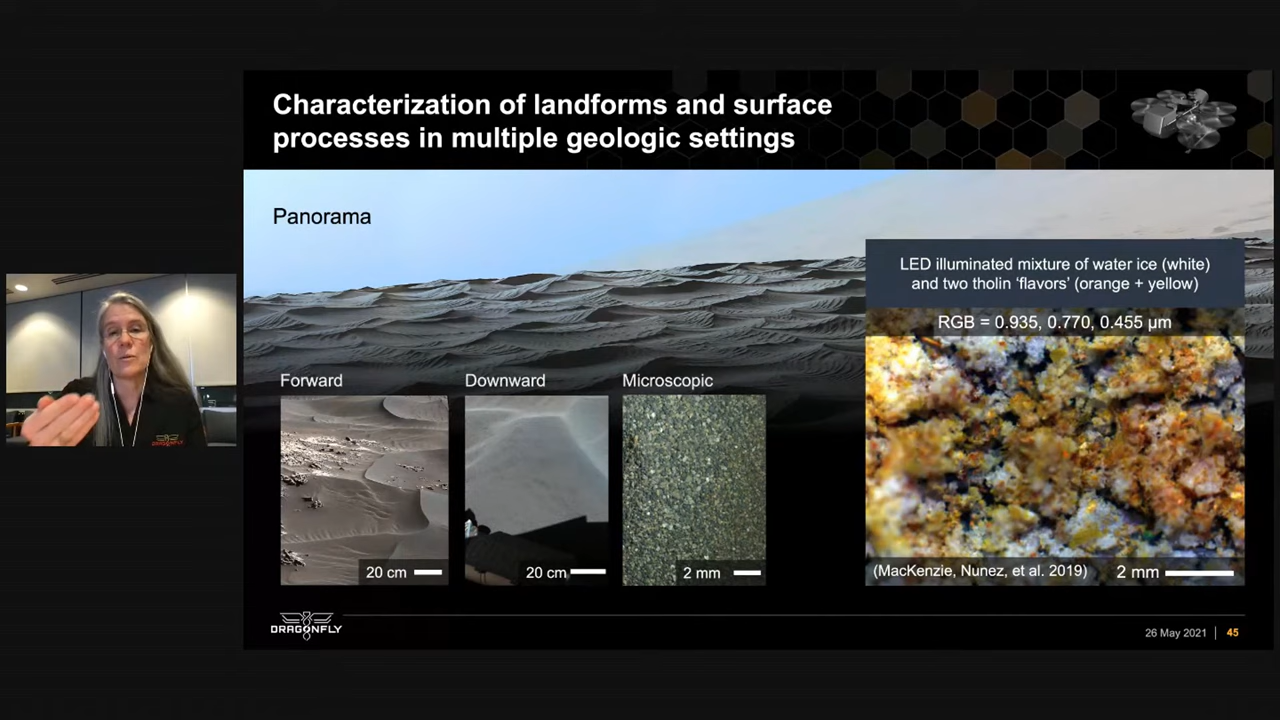 Characterization of landforms and surface
processes in multiple geologic settings
Panorama
LED illuminated mixture of water ice (white)
and two tholin ‘flavors’ (orange + yellow)
RGB = 0.935, 0.770, 0.455 μm
Forward
Downward
Microscopic
20 cm
20 cm
2 mm
(MacKenzie, Nunez, et al. 2019)
2 mm
DRAGONFLY
26 May 2021 | 45
DRAGONFLY